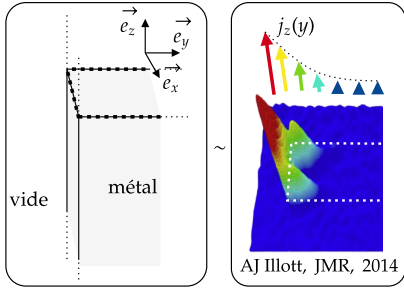 e_z
e_y
e_x
vide
métal
~
j_z(y)
AJ Illott, JMR, 2014